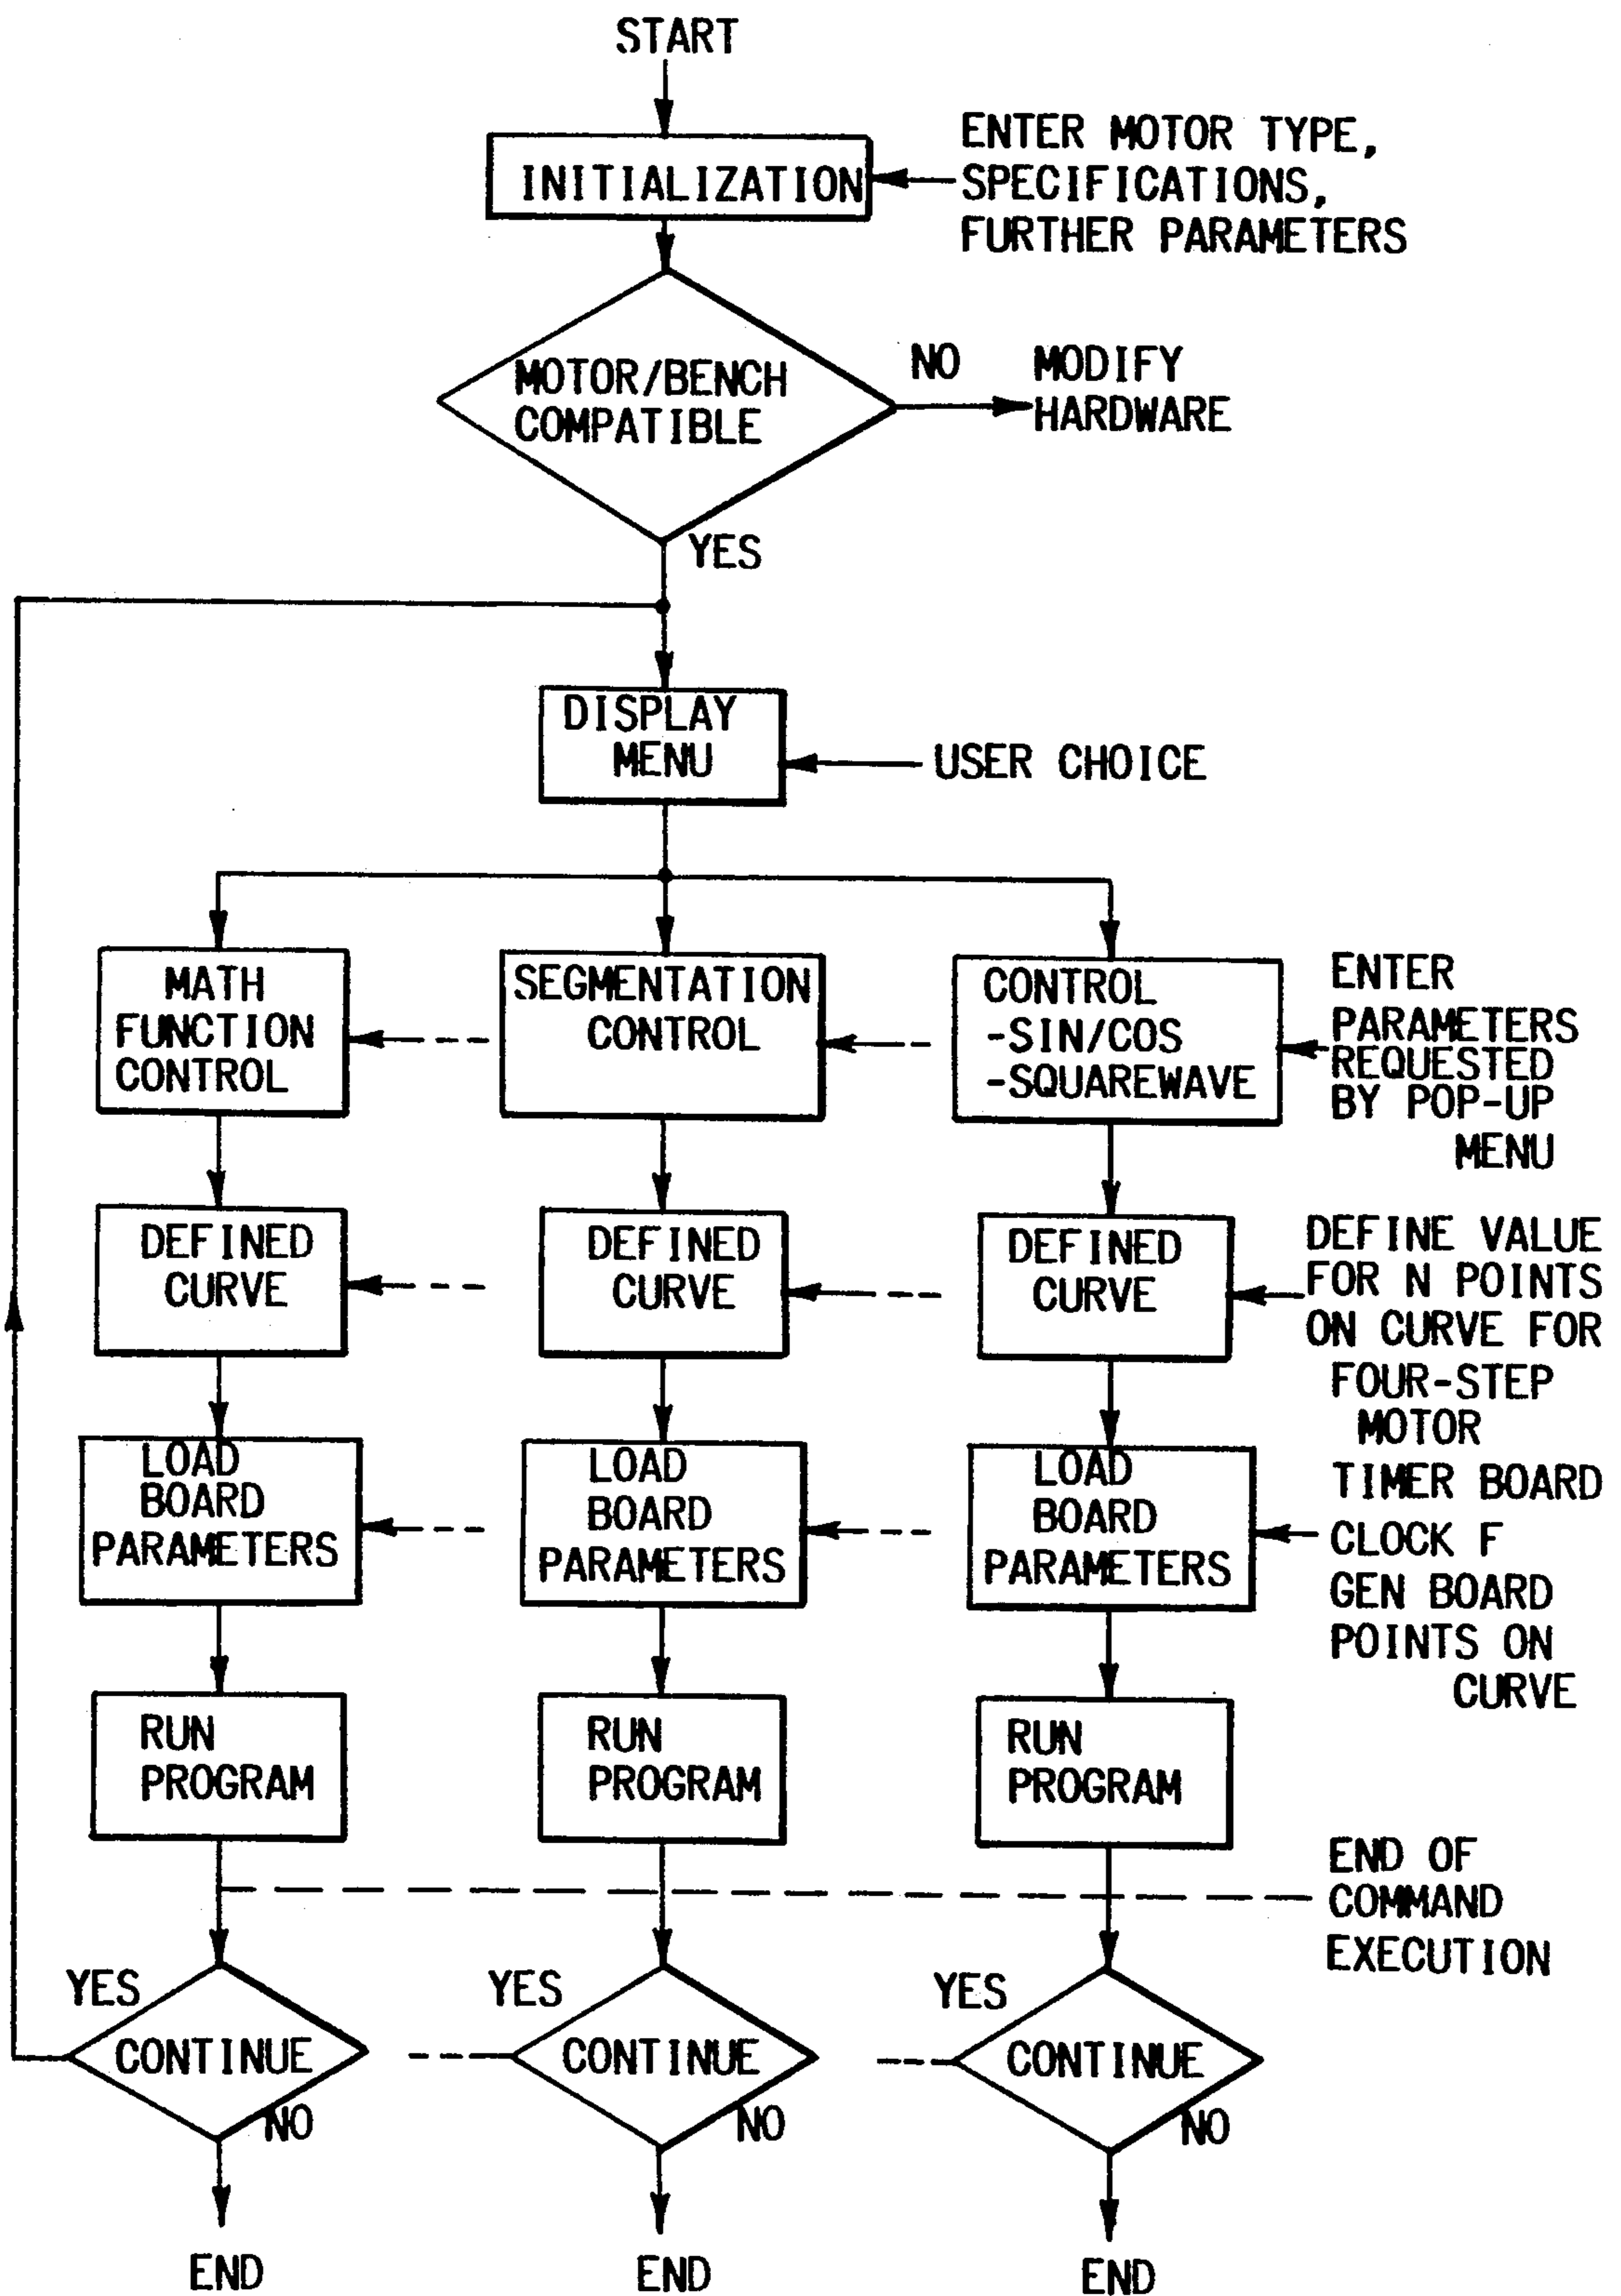 START
INITIALIZATION
ENTER MOTOR TYPE,
SPECIFICATIONS,
FURTHER PARAMETERS
MOTOR/BENCH
COMPATIBLE
NO
MODIFY
HARDWARE
YES
DISPLAY
MENU
USER CHOICE
MATH
FUNCTION
CONTROL
SEGMENTATION
CONTROL
CONTROL
-SIN/COS
-SQUAREWAVE
ENTER
PARAMETERS
REQUESTED
BY POP-UP
MENU
DEFINED
CURVE
DEFINED
CURVE
DEFINED
CURVE
DEFINE VALUE
FOR N POINTS
ON CURVE FOR
FOUR-STEP
MOTOR
LOAD
BOARD
PARAMETERS
LOAD
BOARD
PARAMETERS
LOAD
BOARD
PARAMETERS
TIMER BOARD
CLOCK F
GEN BOARD
POINTS ON
CURVE
RUN
PROGRAM
RUN
PROGRAM
RUN
PROGRAM
END OF
COMMAND
EXECUTION
YES
CONTINUE
NO
YES
CONTINUE
NO
YES
CONTINUE
NO
END
END
END